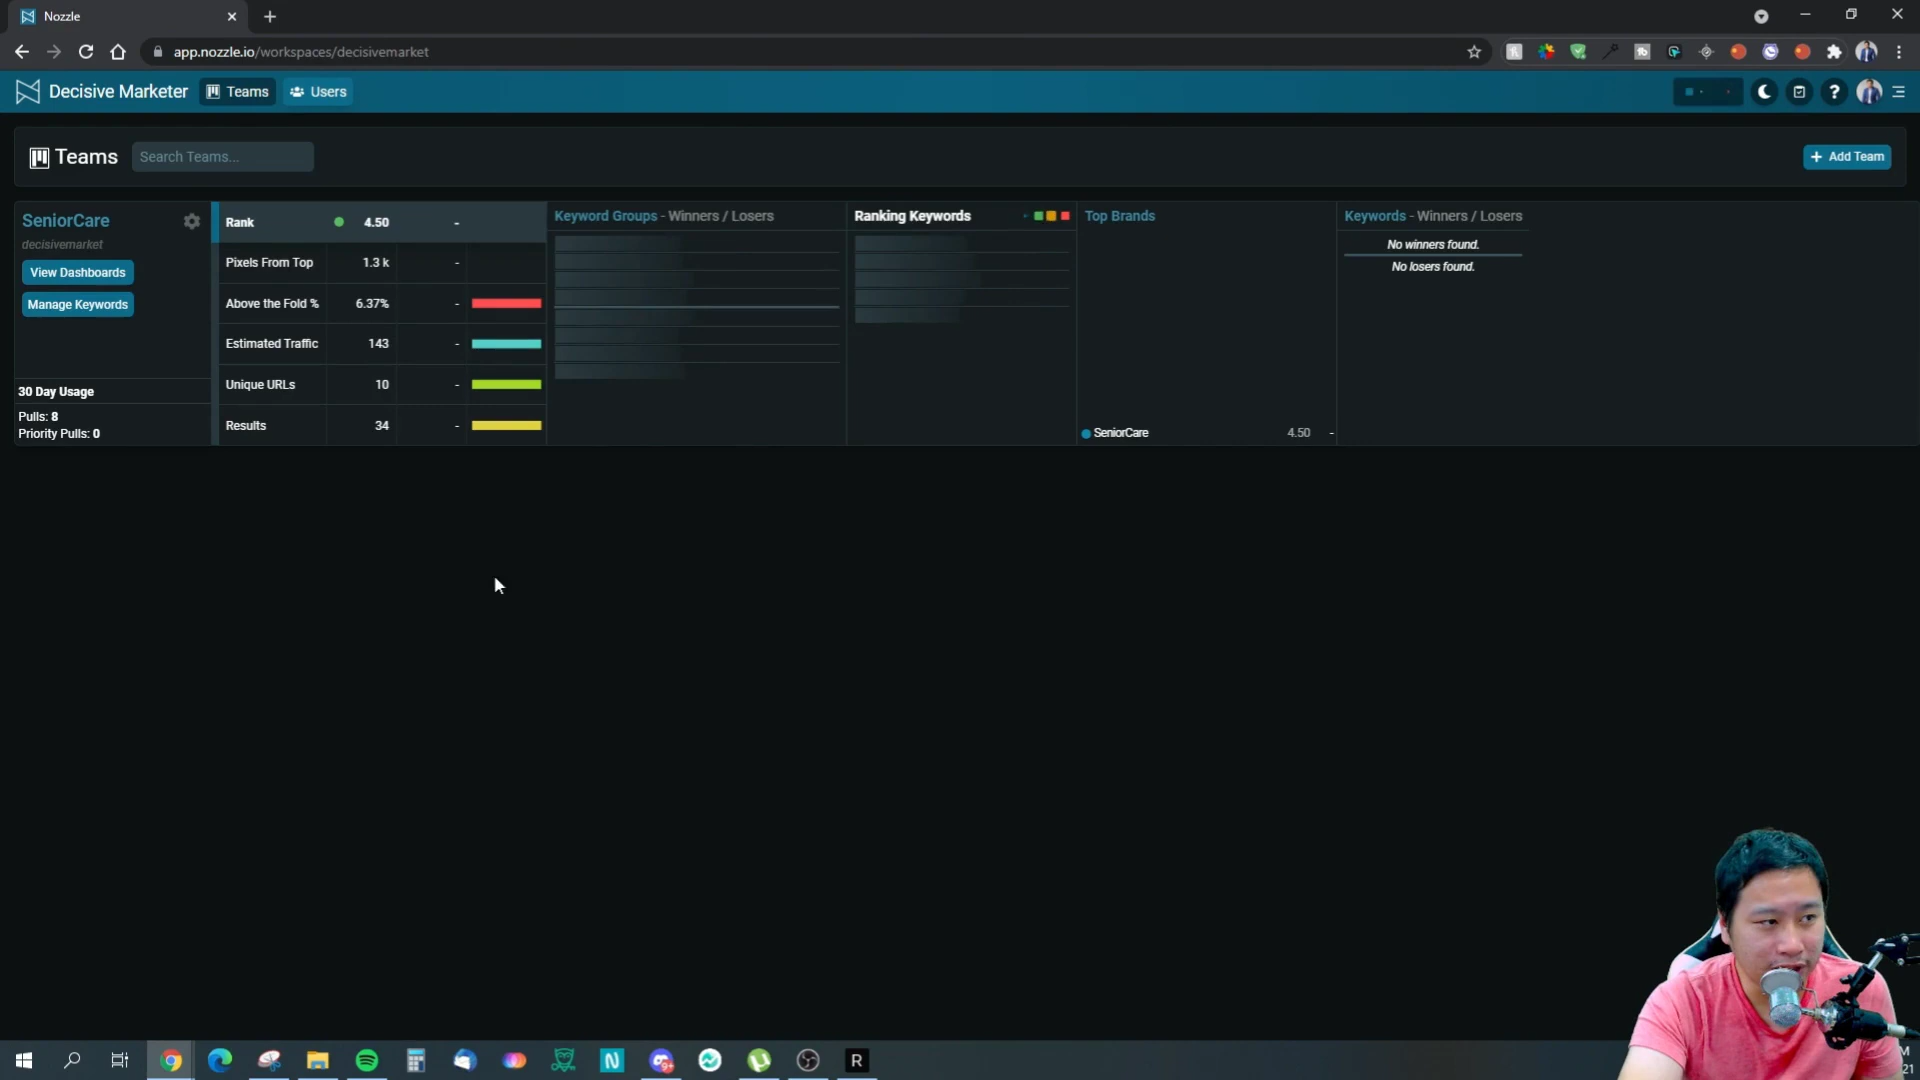 Nozzle
app.nozzle.io/workspaces/decisivemarket
Decisive Marketer
Teams
Users
Teams
Search Teams...
+ Add Team
SeniorCare
decisivemarket
View Dashboards
Manage Keywords
30 Day Usage
Pulls: 8
Priority Pulls: 0
Rank 4.50 -
Pixels From Top 1.3 k -
Above the Fold % 6.37% -
Estimated Traffic 143 -
Unique URLs 10 -
Results 34 -
Keyword Groups - Winners / Losers
Ranking Keywords
Top Brands
SeniorCare 4.50 -
Keywords - Winners / Losers
No winners found.
No losers found.